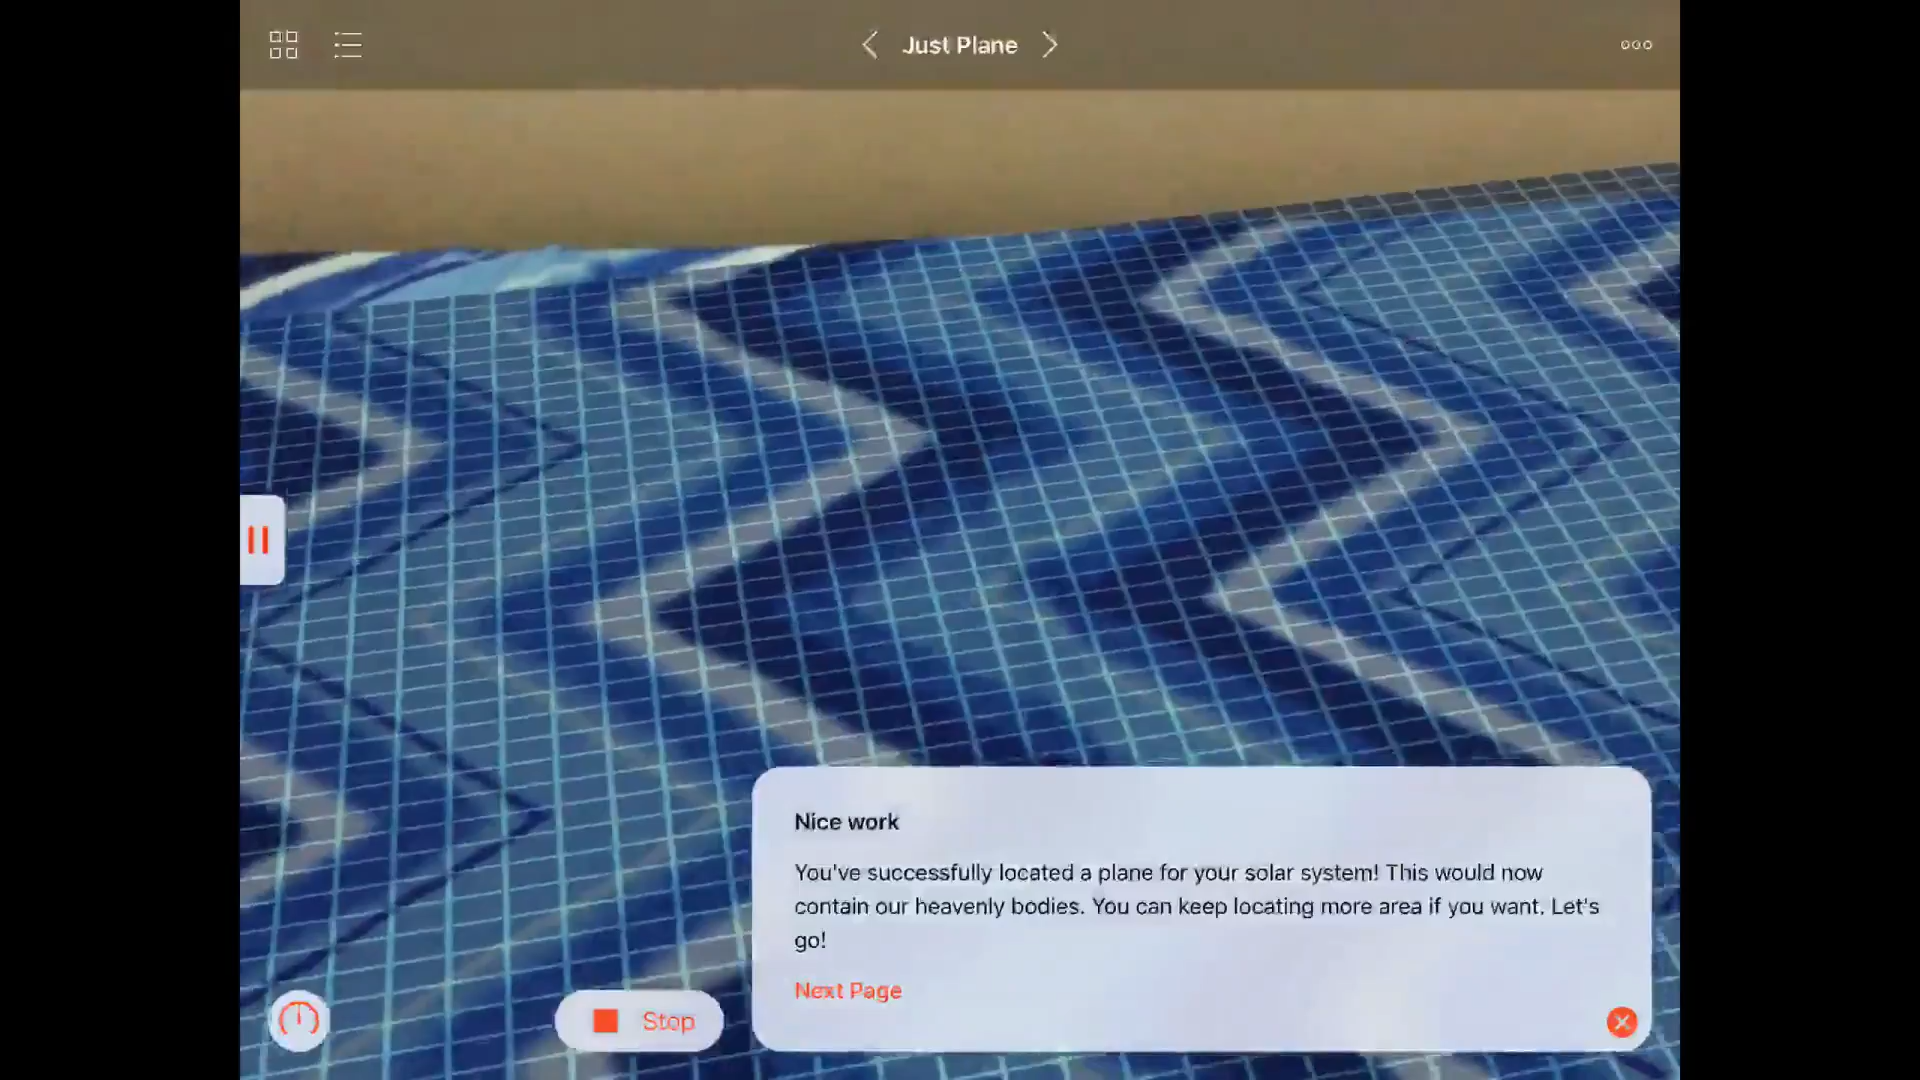 Just Plane
Nice work
You've successfully located a plane for your solar system! This would now
contain our heavenly bodies. You can keep locating more area if you want. Let's
go!
Next Page
Stop